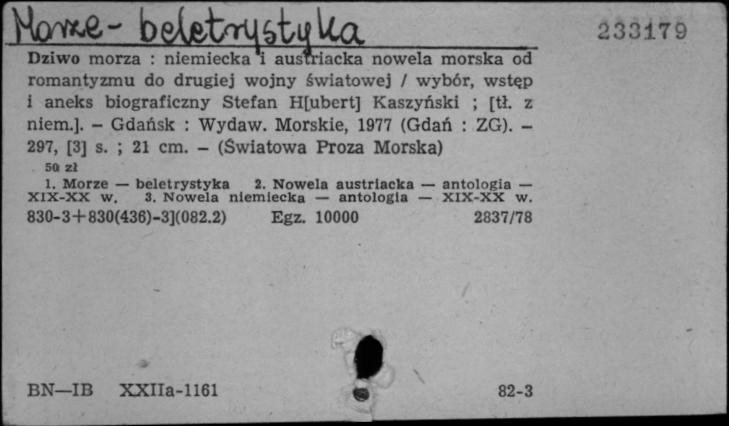 Morze - beletrystyka
233179
Dziwo morza : niemiecka i austriacka nowela morska od
romantyzmu do drugiej wojny światowej / wybór, wstęp
i aneks biograficzny Stefan H[ubert] Kaszyński ; [tł. z
niem.]. – Gdańsk : Wydaw. Morskie, 1977 (Gdań : ZG). –
297, [3] s. ; 21 cm. – (Światowa Proza Morska)
50 zł
1. Morze — beletrystyka 2. Nowela austriacka — antologia —
XIX-XX w. 3. Nowela niemiecka — antologia — XIX-XX w.
830-3+830(436)-3](082.2) Egz. 10000 2837/78
BN—IB XXIIa-1161 82-3